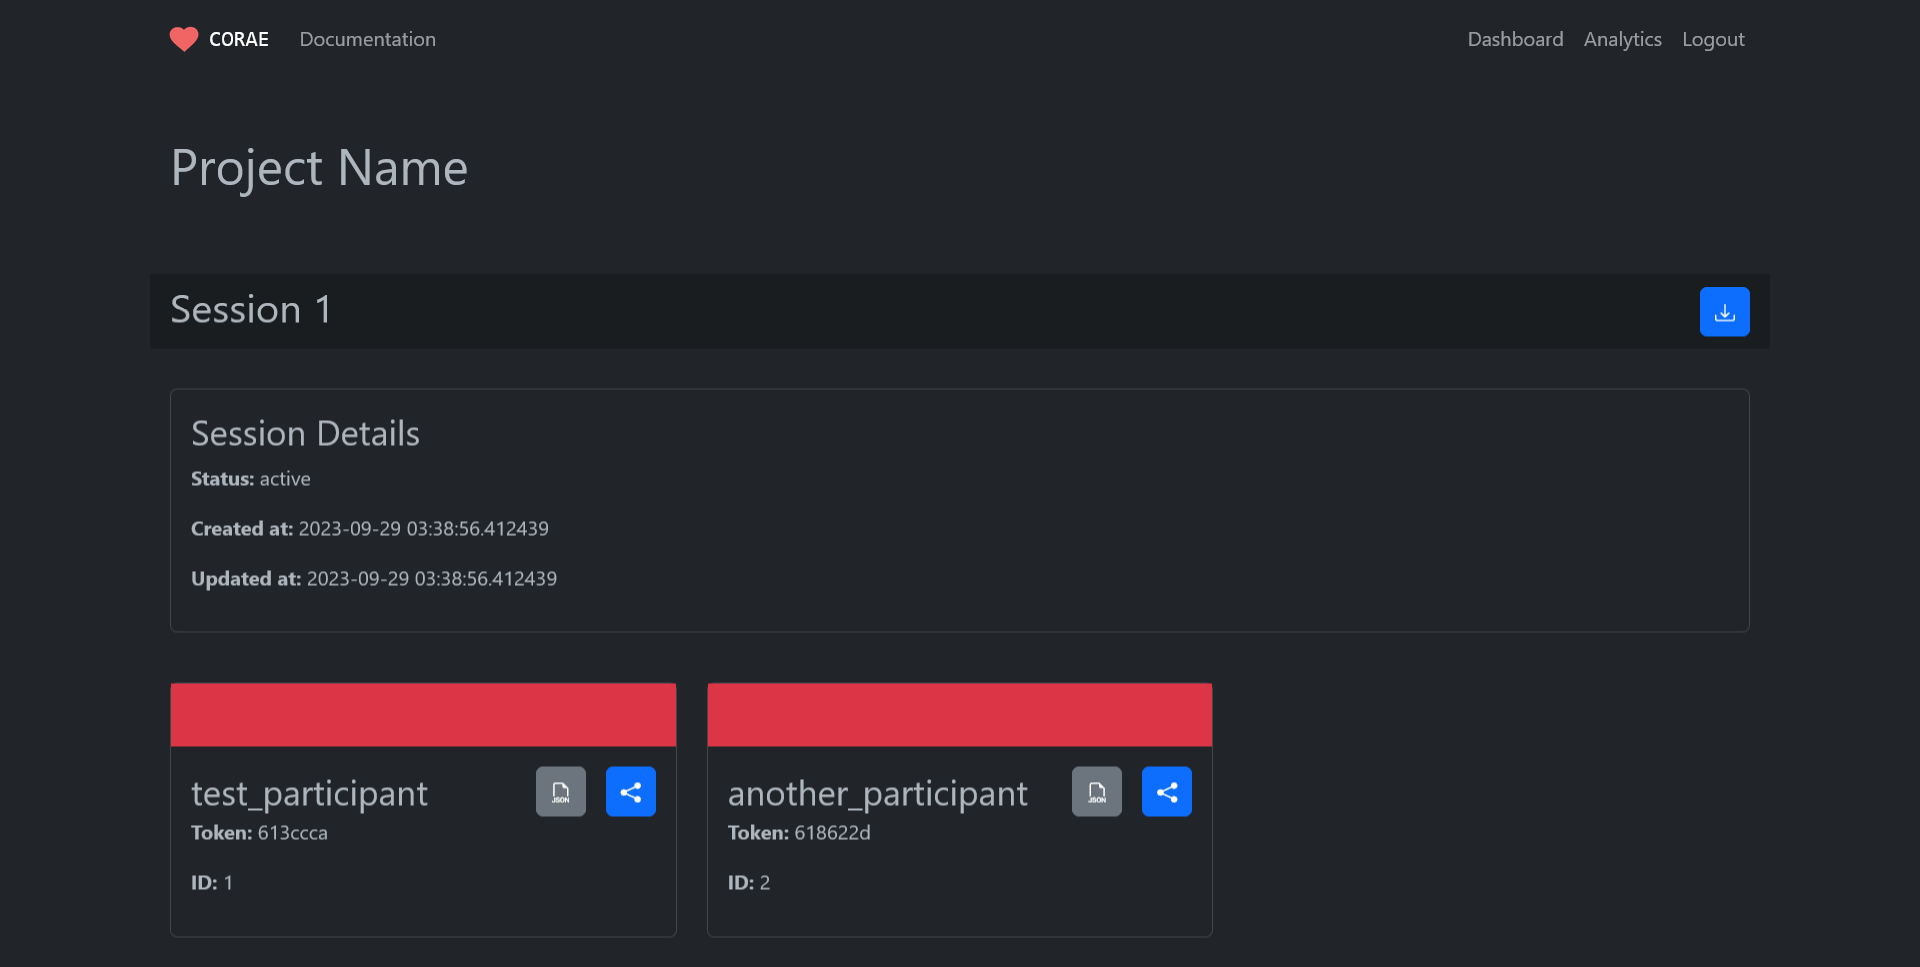 CORAE Documentation Dashboard Analytics Logout
Project Name
Session 1
Session Details
Status: active
Created at: 2023-09-29 03:38:56.412439
Updated at: 2023-09-29 03:38:56.412439
test_participant JSON
Token: 613ccca
ID: 1
another_participant JSON
Token: 618622d
ID: 2